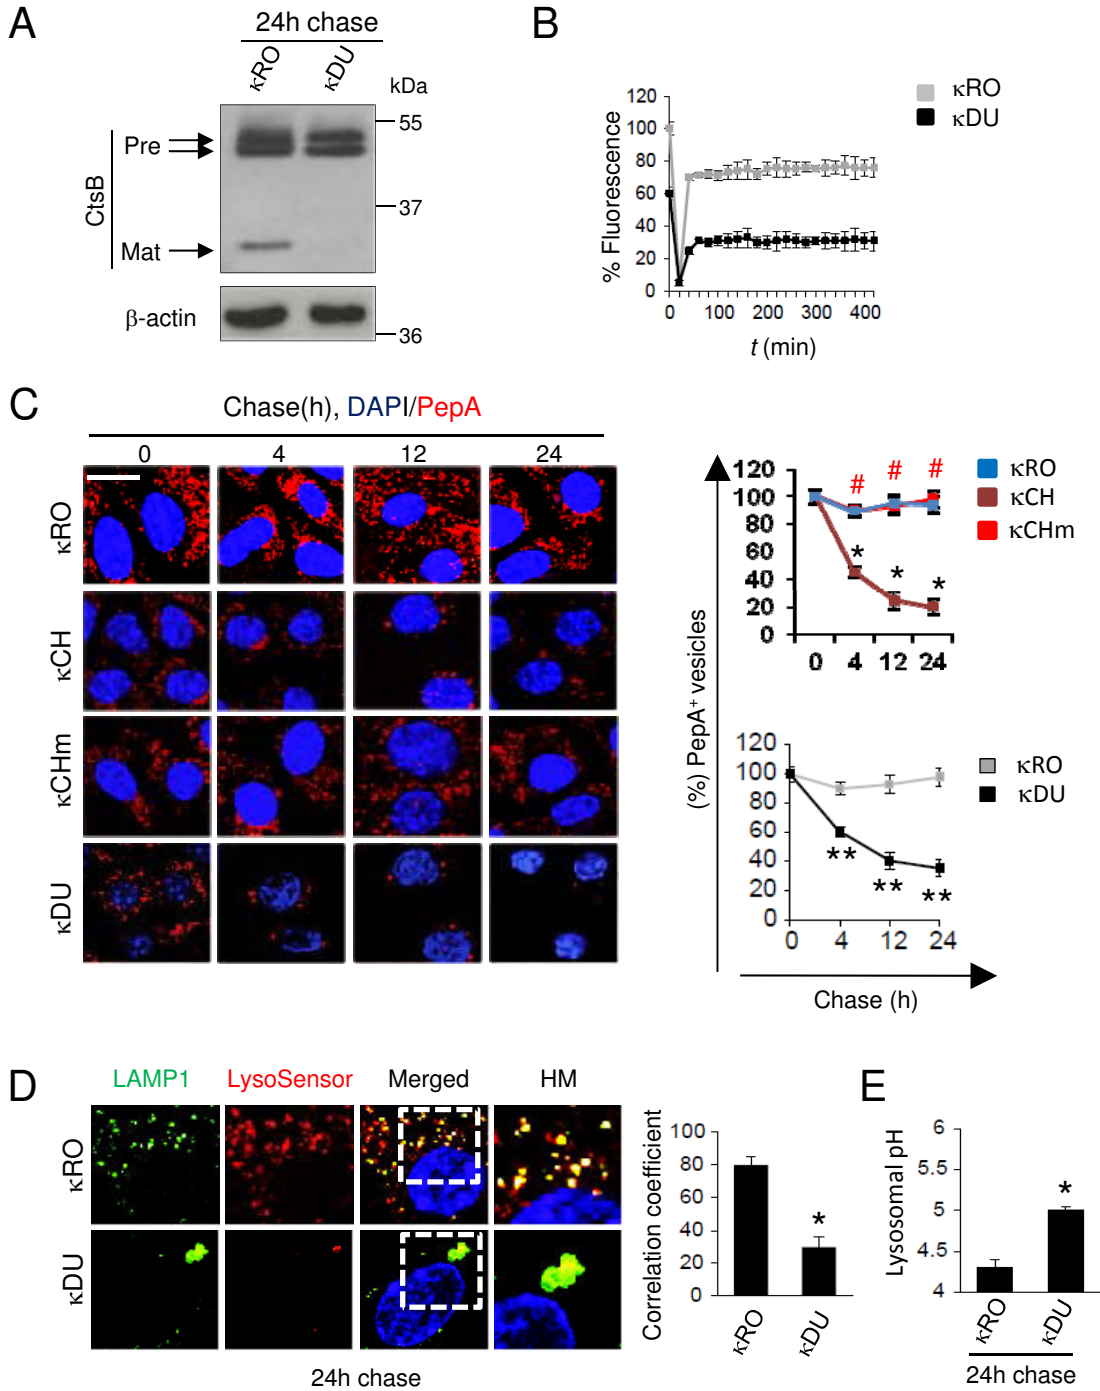 A
24h chase
κRO κDU
kDa
55
Pre
37
CtsB
Mat
β-actin
36
B
κRO
κDU
120
100
80
60
40
20
0
% Fluorescence
0 100 200 300 400
t (min)
C
Chase(h), DAPI/PepA
0 4 12 24
κRO
κCH
κCHm
κDU
120
100
80
60
40
20
0
# # #
* * *
0 4 12 24
κRO
κCH
κCHm
(%) PepA⁺ vesicles
120
100
80
60
40
20
0
** ** **
0 4 12 24
κRO
κDU
Chase (h)
D
LAMP1 LysoSensor Merged HM
κRO
κDU
24h chase
Correlation coefficient
100
80
60
40
30
0
*
κRO κDU
E
Lysosomal pH
6
5.5
5
4.5
4
*
κRO κDU
24h chase